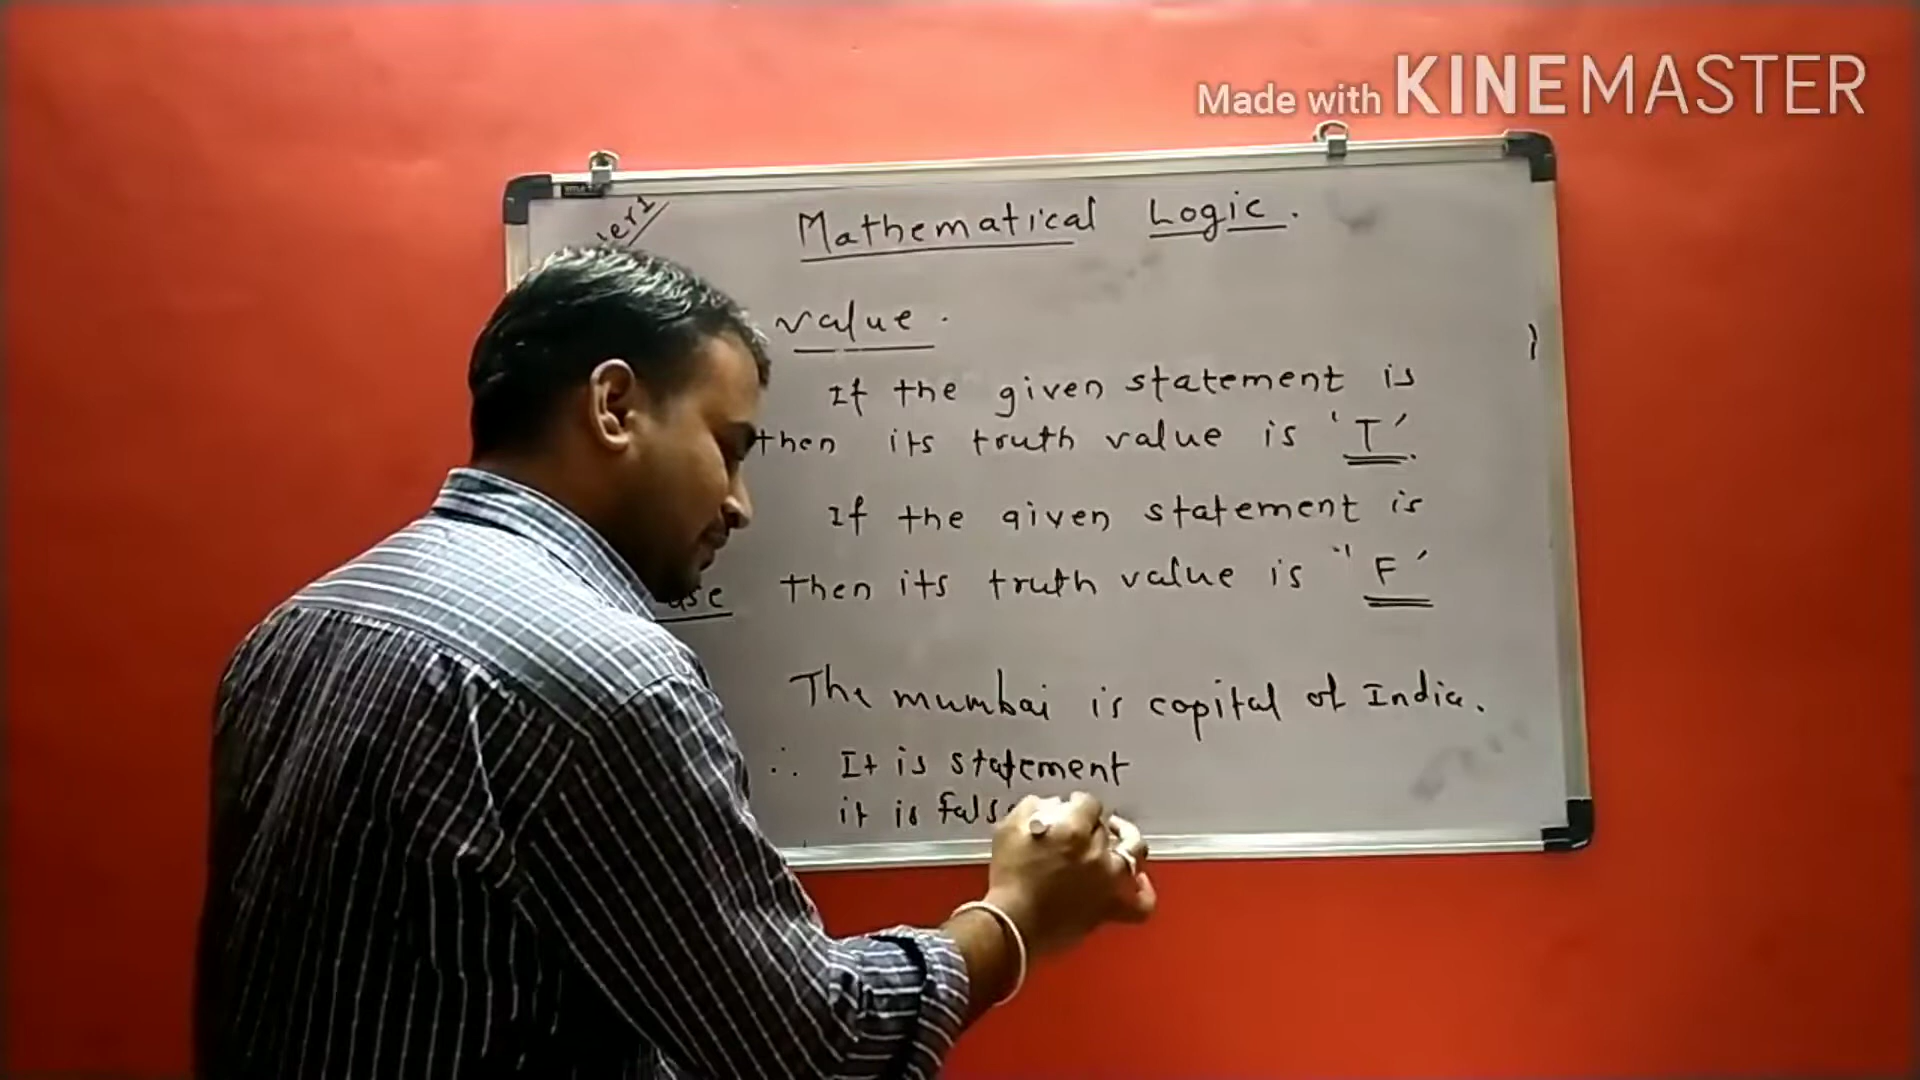 Made with KINEMASTER
Mathematical Logic.
value.
If the given statement is
then its truth value is 'T'.
If the given statement is
then its truth value is "F'
The mumbai is capital of India.
∴ It is statement
it is fals